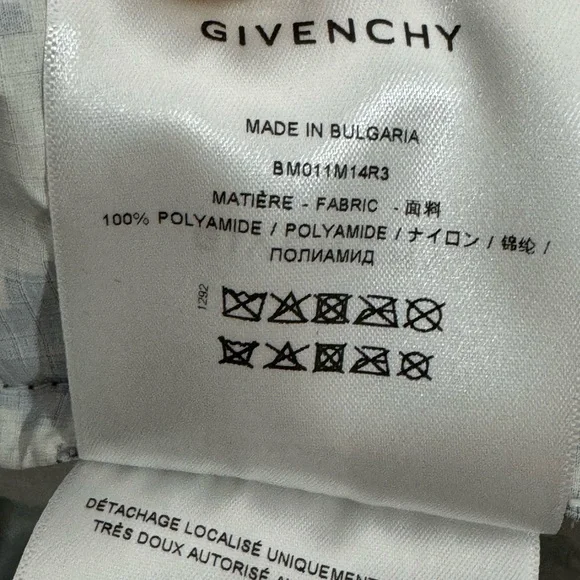 GIVENCHY
MADE IN BULGARIA
BM011M14R3
MATIÈRE - FABRIC - 面料
100% POLYAMIDE / POLYAMIDE / ナイロン / 锦纶 /
ПОЛИАМИД
1292
DÉTACHAGE LOCALISÉ UNIQUEMENT
TRÈS DOUX AUTORISÉ